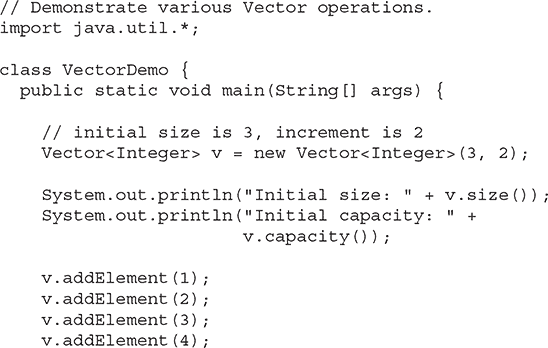 // Demonstrate various Vector operations.
import java.util.*;

class VectorDemo {
  public static void main(String[] args) {

    // initial size is 3, increment is 2
    Vector<Integer> v = new Vector<Integer>(3, 2);

    System.out.println("Initial size: " + v.size());
    System.out.println("Initial capacity: " +
                       v.capacity());

    v.addElement(1);
    v.addElement(2);
    v.addElement(3);
    v.addElement(4);